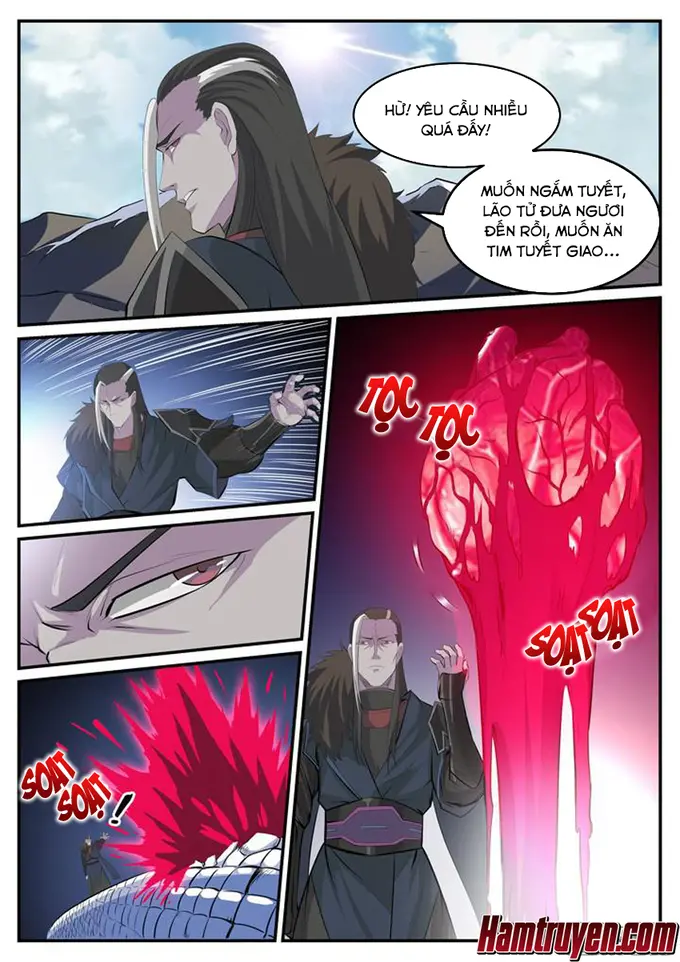 HỪ! YÊU CẦU NHIỀU
QUÁ ĐẤY!
MUỐN NGẮM TUYẾT,
LÃO TỬ ĐƯA NGƯƠI
ĐẾN RỒI, MUỐN ĂN
TIM TUYẾT GIAO...
TỌC
TỌC
SOẠT
SOẠT
SOẠT
SOẠT
!
Hamtruyen.com